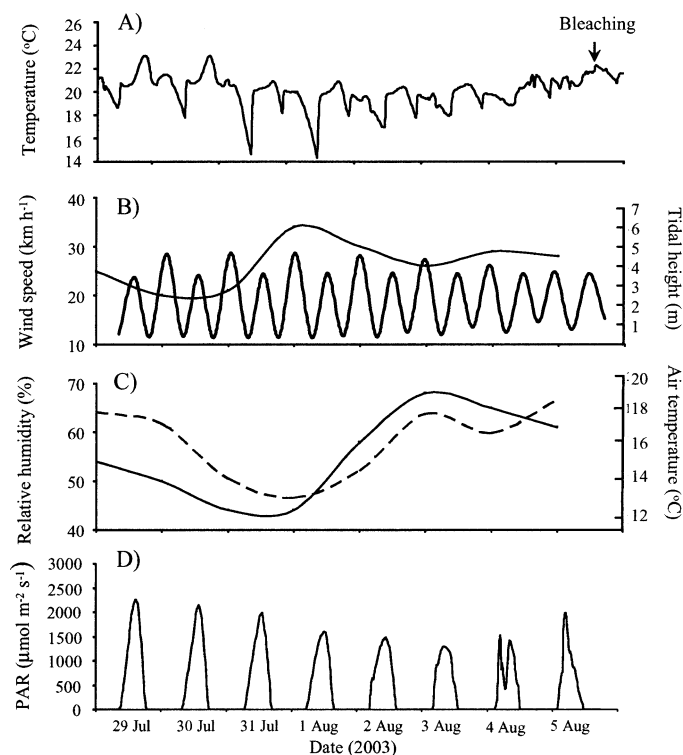 A)
Bleaching
Temperature (°C)
26
24
22
20
18
16
14
B)
Wind speed (km h-1)
40
30
20
10
Tidal height (m)
7
6
5
4
3
2
1
C)
Relative humidity (%)
70
60
50
40
Air temperature (°C)
20
18
16
14
12
D)
PAR (µmol m-2 s-1)
3000
2500
2000
1500
1000
500
0
29 Jul 30 Jul 31 Jul 1 Aug 2 Aug 3 Aug 4 Aug 5 Aug
Date (2003)